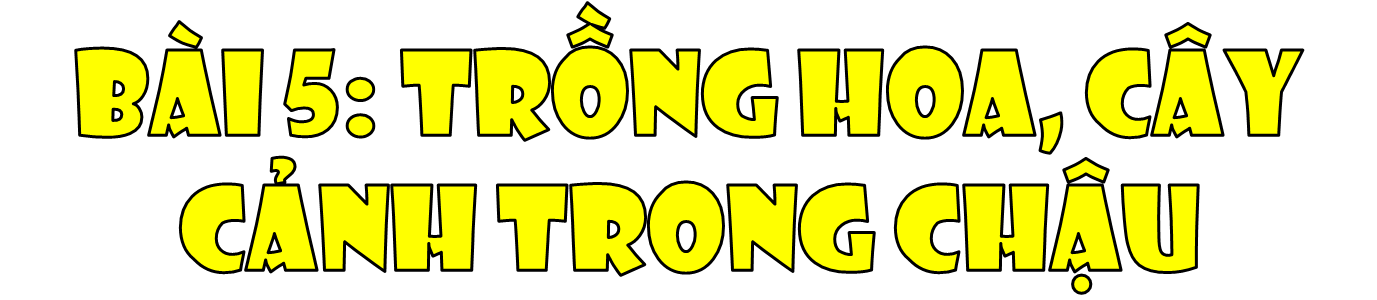 BÀI 5: TRỒNG HOA, CÂY
CẢNH TRONG CHẬU